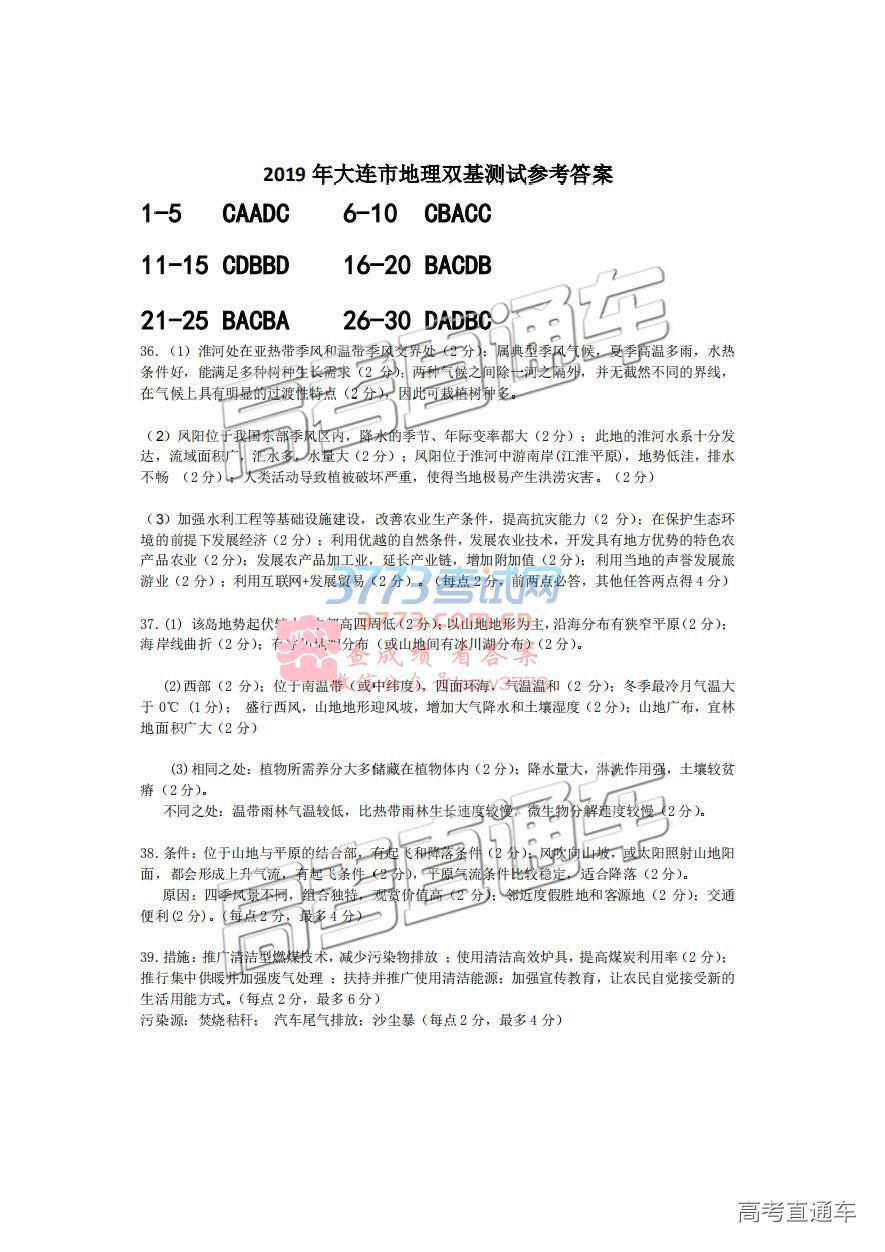 2019 年大连市地理双基测试参考答案
1-5 CAADC 6-10 CBACC
11-15 CDBBD 16-20 BACDB
21-25 BACBA 26-30 DADBC
36.（1）淮河处在亚热带季风和温带季风交界处（2 分）；属典型季风气候，夏季高温多雨，水热
条件好，能满足多种树种生长需求（2 分）；两种气候之间除一河之隔外，并无截然不同的界线，
在气候上具有明显的过渡性特点（2 分），因此可栽植树种多。
（2）凤阳位于我国东部季风区内，降水的季节、年际变率都大（2 分）；此地的淮河水系十分发
达，流域面积广，汇水多，水量大（2 分）；凤阳位于淮河中游南岸(江淮平原)，地势低洼，排水
不畅 （2 分）；人类活动导致植被破坏严重，使得当地极易产生洪涝灾害。（2 分）
（3）加强水利工程等基础设施建设，改善农业生产条件，提高抗灾能力（2 分）；在保护生态环
境的前提下发展经济（2 分）；利用优越的自然条件，发展农业技术，开发具有地方优势的特色农
产品农业（2 分）；发展农产品加工业，延长产业链，增加附加值（2 分）；利用当地的声誉发展旅
游业（2 分）；利用互联网+发展贸易（2 分）。（每点 2 分，前两点必答，其他任答两点得 4 分）
37.(1) 该岛地势起伏 高四周低（2 分）；以山地地形为主，沿海分布有狭窄平原（2 分）；
海岸线曲折（2 分）；有 分布（或山地间有冰川湖分布）（2 分）。
(2)西部（2 分）；位于南温带（或中纬度），四面环海，气温温和（2 分）；冬季最冷月气温大
于 0℃（1 分）； 盛行西风，山地地形迎风坡，增加大气降水和土壤湿度（2 分）；山地广布，宜林
地面积广大（2 分）
(3)相同之处：植物所需养分大多储藏在植物体内（2 分）；降水量大，淋洗作用强，土壤较贫
瘠（2 分）。
不同之处：温带雨林气温较低，比热带雨林生长速度较慢，微生物分解速度较慢（2 分）。
38.条件：位于山地与平原的结合部，有起飞和降落条件（2 分）；风吹向山坡，或太阳照射山地阳
面，都会形成上升气流，有起飞条件（2 分），平原气流条件比较稳定，适合降落（2 分）。
原因：四季风景不同，组合独特，观赏价值高（2 分）；邻近度假胜地和客源地（2 分）；交通
便利(2 分)。（每点 2 分，最多 4 分）
39.措施：推广清洁型燃煤技术，减少污染物排放 ；使用清洁高效炉具，提高煤炭利用率（2 分）；
推行集中供暖并加强废气处理 ；扶持并推广使用清洁能源；加强宣传教育，让农民自觉接受新的
生活用能方式。（每点 2 分，最多 6 分）
污染源：焚烧秸秆； 汽车尾气排放；沙尘暴（每点 2 分，最多 4 分）
高考直通车
3773考试网
3773.com.cn
查成绩 看答案
高考直通车
高考直通车